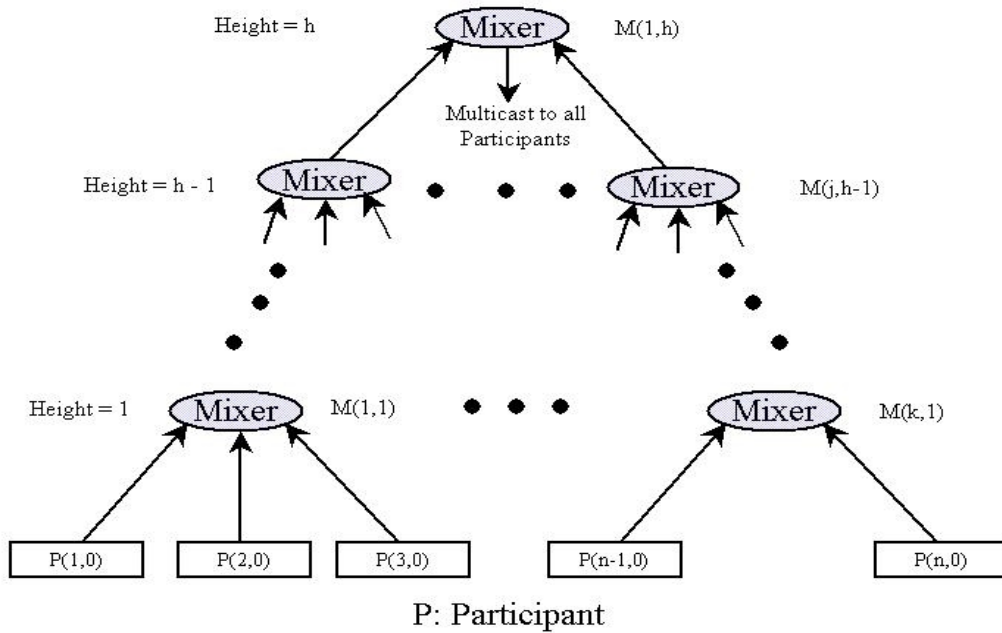 Height = h
Mixer
M(1,h)
Multicast to all
Participants
Height = h - 1
Mixer
Mixer
M(j,h-1)
Height = 1
Mixer
M(1,1)
Mixer
M(k,1)
P(1,0)
P(2,0)
P(3,0)
P(n-1,0)
P(n,0)
P: Participant